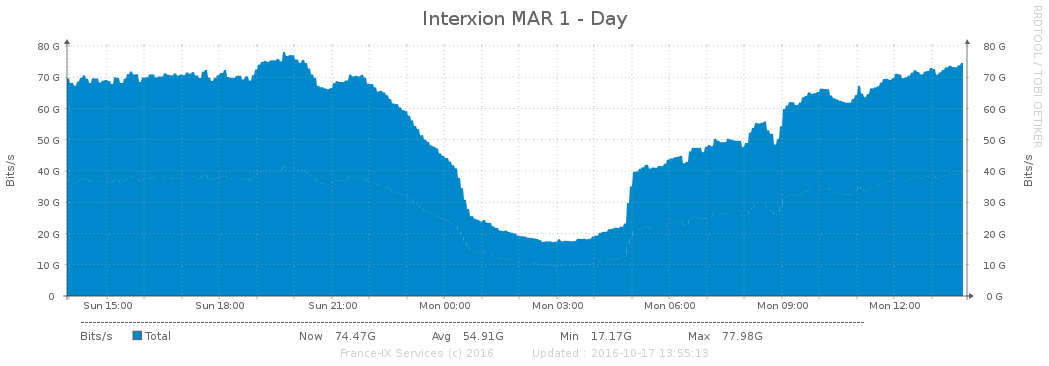 Interxion MAR 1 - Day
RRDTOOL / TOBI OETIKER
80 G 80 G
70 G 70 G
60 G 60 G
50 G 50 G
40 G 40 G
30 G 30 G
20 G 20 G
10 G 10 G
0 0 G
Bits/s
Bits/s
Sun 15:00 Sun 18:00 Sun 21:00 Mon 00:00 Mon 03:00 Mon 06:00 Mon 09:00 Mon 12:00
Bits/s Total Now 74.47G Avg 54.91G Min 17.17G Max 77.98G
France-IX Services (c) 2016 Updated : 2016-10-17 13:55:13